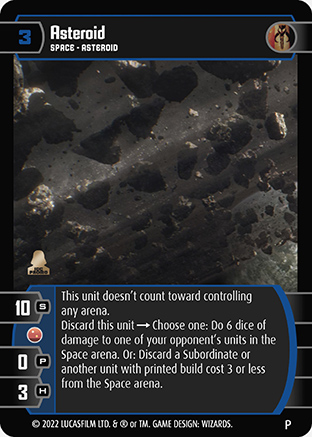 3
Asteroid
SPACE - ASTEROID
10 S
0 P
3 H
This unit doesn't count toward controlling
any arena.
Discard this unit → Choose one: Do 6 dice of
damage to one of your opponent's units in the
Space arena. Or: Discard a Subordinate or
another unit with printed build cost 3 or less
from the Space arena.
© 2022 LUCASFILM LTD. & ® or TM. GAME DESIGN: WIZARDS.
P